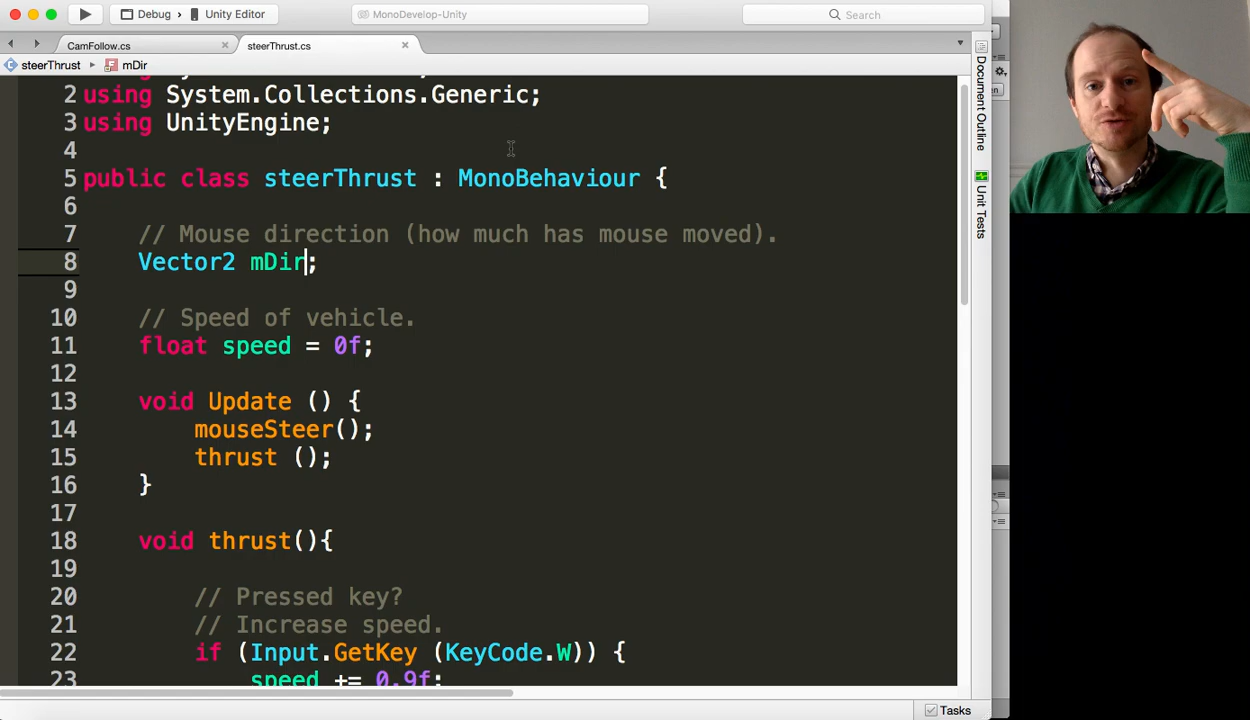 Debug › Unity Editor
MonoDevelop-Unity
Search
CamFollow.cs
steerThrust.cs
steerThrust
mDir
2 using System.Collections.Generic;
3 using UnityEngine;
4
5 public class steerThrust : MonoBehaviour {
6
7 // Mouse direction (how much has mouse moved).
8 Vector2 mDir;
9
10 // Speed of vehicle.
11 float speed = 0f;
12
13 void Update () {
14 mouseSteer();
15 thrust ();
16 }
17
18 void thrust(){
19
20 // Pressed key?
21 // Increase speed.
22 if (Input.GetKey (KeyCode.W)) {
23 speed += 0.9f;
Document Outline
Unit Tests
Tasks